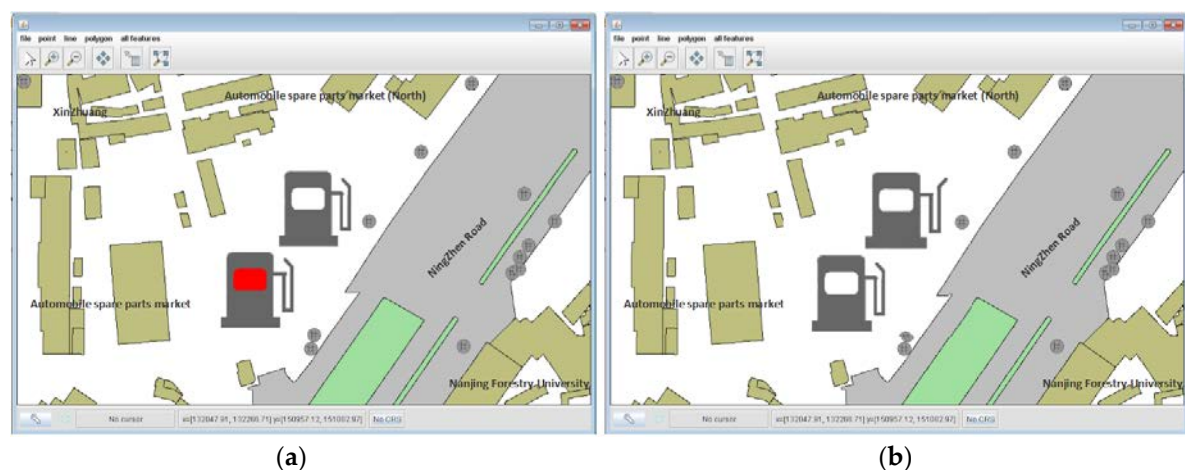 file point line polygon all features
Automobile spare parts market (North)
XinZhuang
NingZhen Road
Automobile spare parts market
Nanjing Forestry University
No cursor
No CRS
(a)
file point line polygon all features
Automobile spare parts market (North)
XinZhuang
NingZhen Road
Automobile spare parts market
Nanjing Forestry University
No cursor
No CRS
(b)